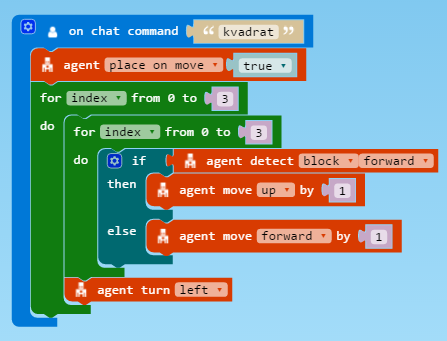 on chat command “ kvadrat ”
agent place on move true
for index from 0 to 3
do for index from 0 to 3
do if agent detect block forward
then agent move up by 1
else agent move forward by 1
agent turn left